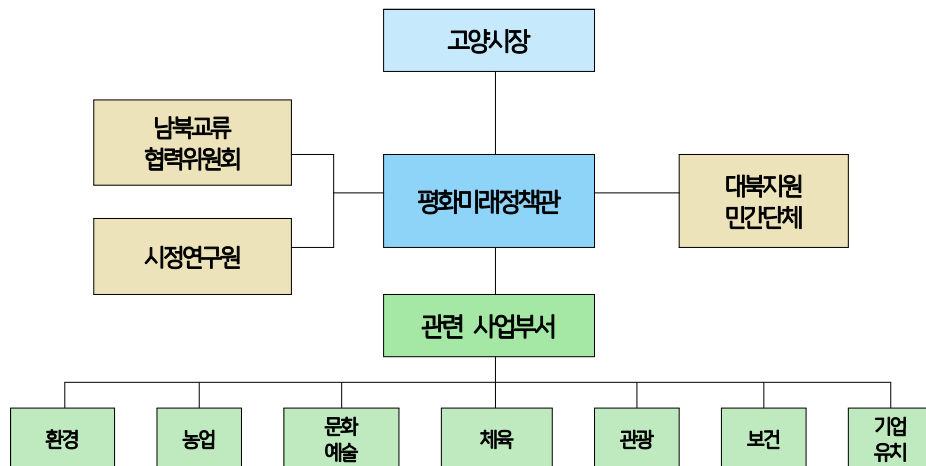 고양시장
남북교류
협력위원회
평화미래정책관
대북지원
민간단체
시정연구원
관련 사업부서
환경
농업
문화
예술
체육
관광
보건
기업
유치